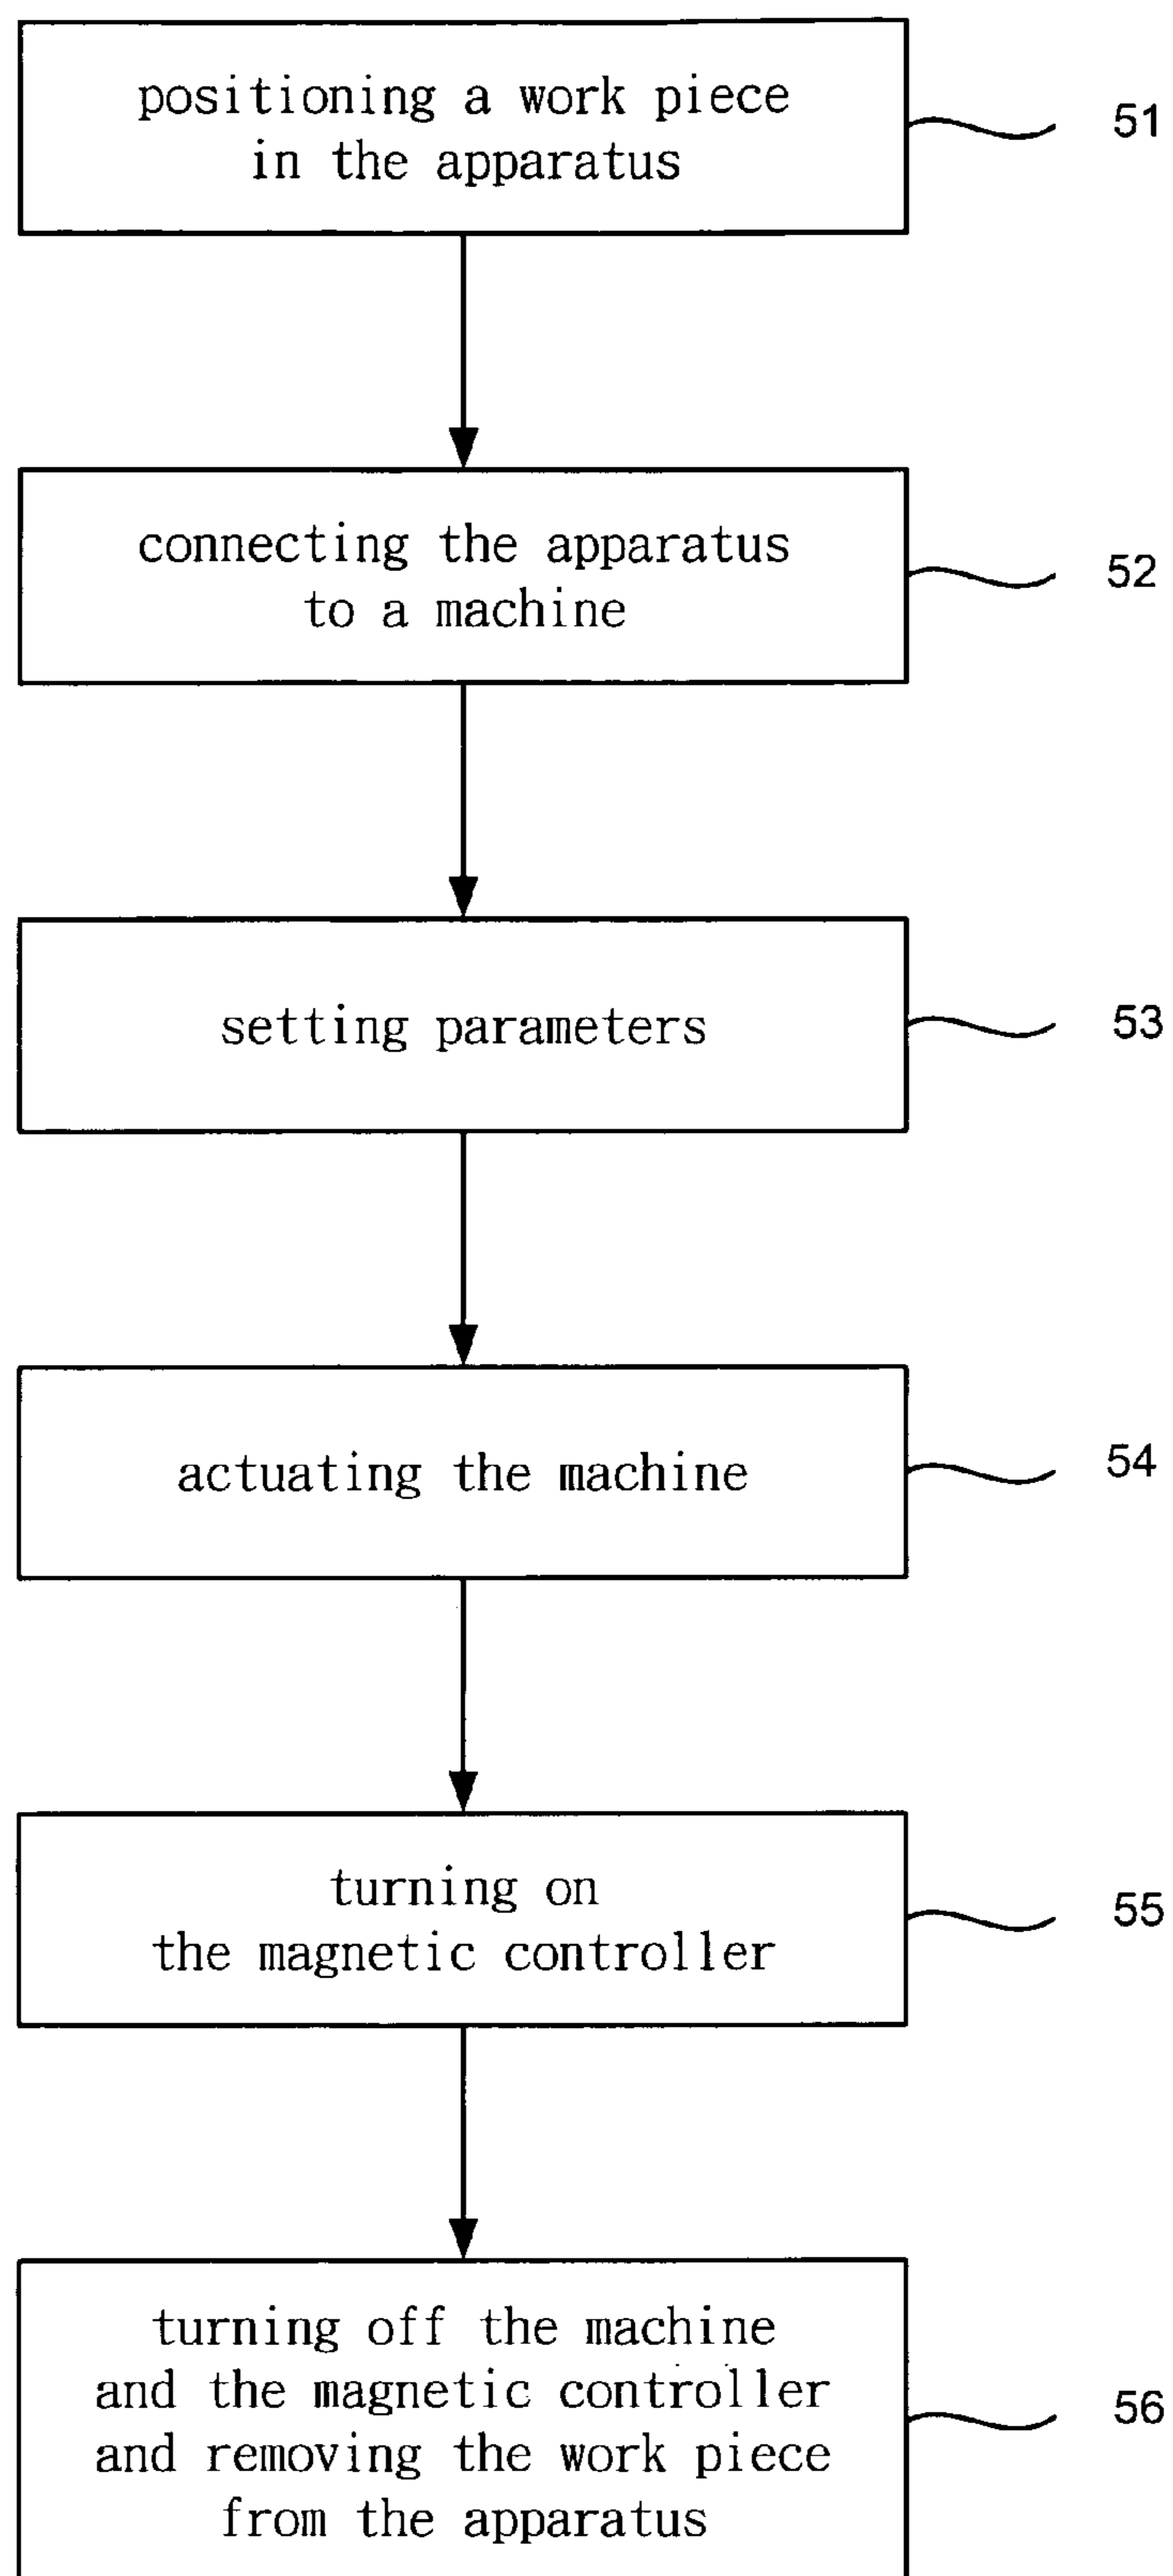 positioning a work piece
in the apparatus
51
connecting the apparatus
to a machine
52
setting parameters
53
actuating the machine
54
turning on
the magnetic controller
55
turning off the machine
and the magnetic controller
and removing the work piece
from the apparatus
56